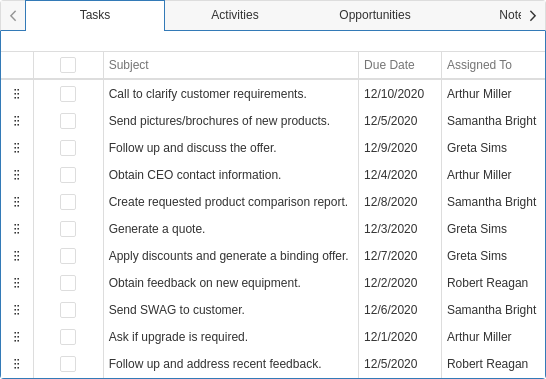 Tasks Activities Opportunities Note
Subject Due Date Assigned To
Call to clarify customer requirements. 12/10/2020 Arthur Miller
Send pictures/brochures of new products. 12/5/2020 Samantha Bright
Follow up and discuss the offer. 12/9/2020 Greta Sims
Obtain CEO contact information. 12/4/2020 Arthur Miller
Create requested product comparison report. 12/8/2020 Samantha Bright
Generate a quote. 12/3/2020 Greta Sims
Apply discounts and generate a binding offer. 12/7/2020 Greta Sims
Obtain feedback on new equipment. 12/2/2020 Robert Reagan
Send SWAG to customer. 12/6/2020 Samantha Bright
Ask if upgrade is required. 12/1/2020 Arthur Miller
Follow up and address recent feedback. 12/5/2020 Robert Reagan